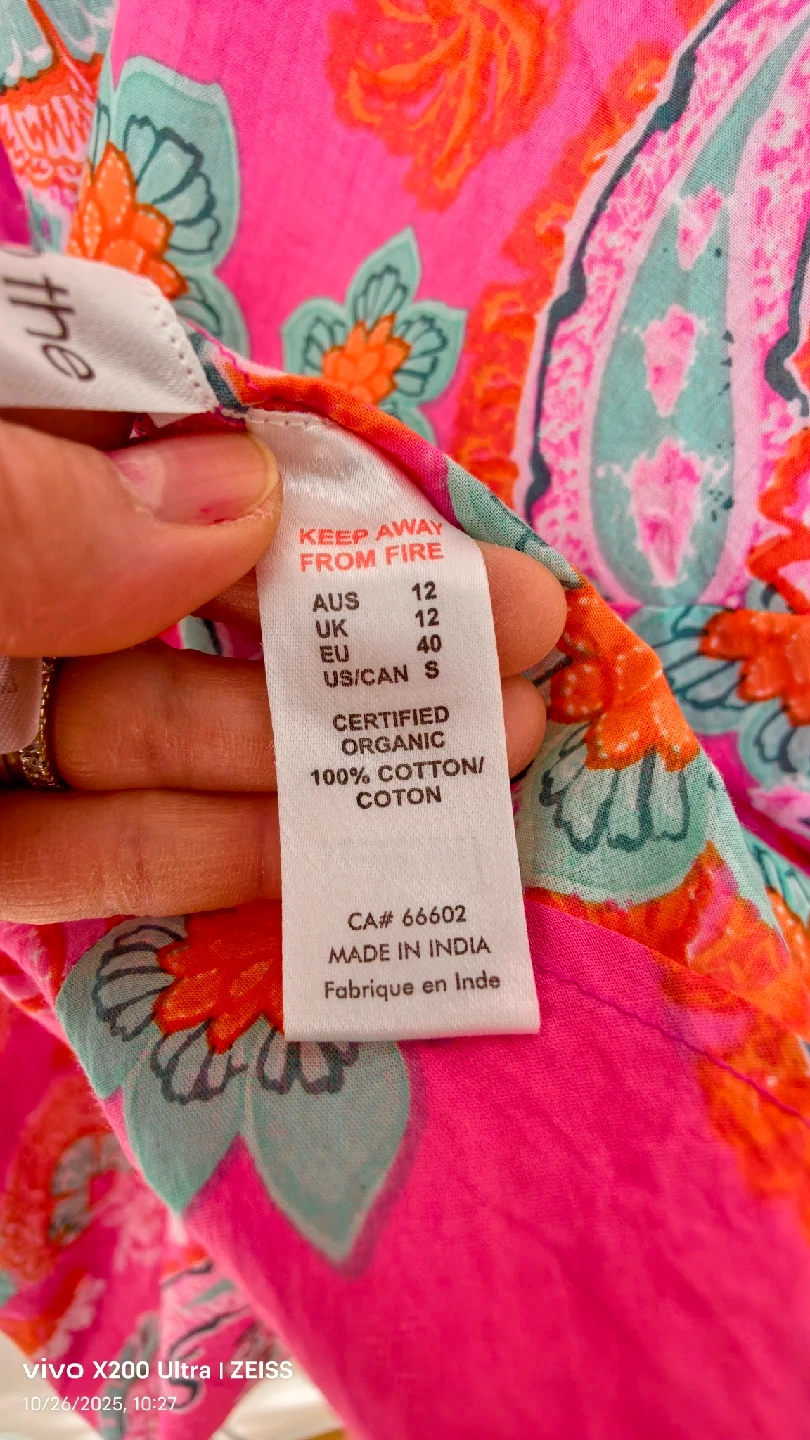 the
KEEP AWAY
FROM FIRE
AUS 12
UK 12
EU 40
US/CAN S
CERTIFIED
ORGANIC
100% COTTON/
COTON
CA# 66602
MADE IN INDIA
Fabrique en Inde
vivo X200 Ultra | ZEISS
10/26/2025, 10:27